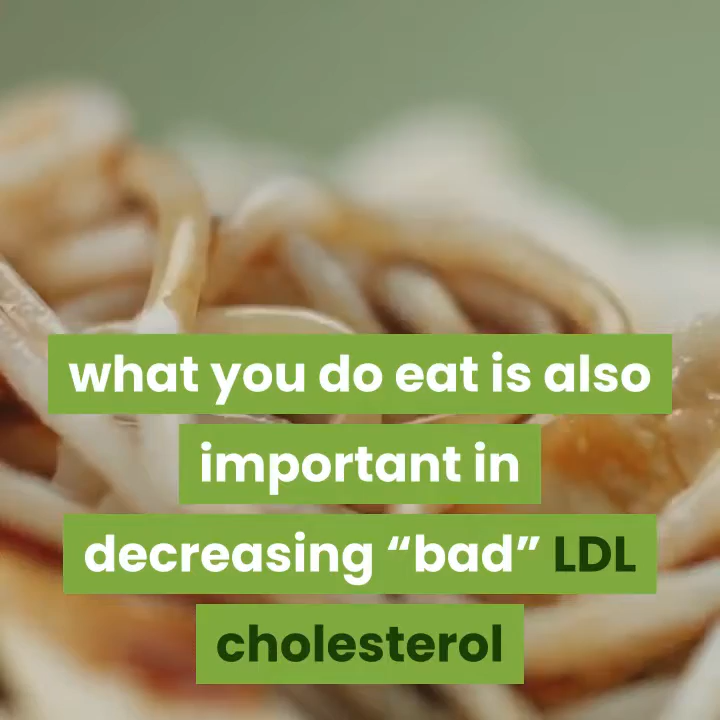 what you do eat is also
important in
decreasing “bad” LDL
cholesterol